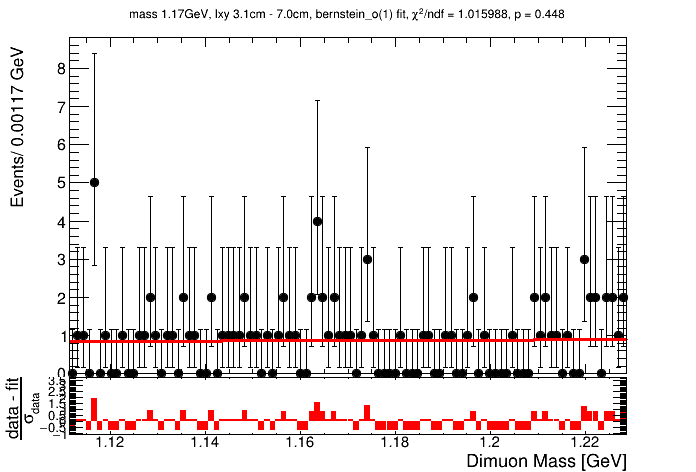 mass 1.17GeV, lxy 3.1cm - 7.0cm, bernstein_o(1) fit, χ²/ndf = 1.015988, p = 0.448
Events/ 0.00117 GeV
8
7
6
5
4
3
2
1
0
data - fit
σdata
1.12 1.14 1.16 1.18 1.2 1.22
Dimuon Mass [GeV]